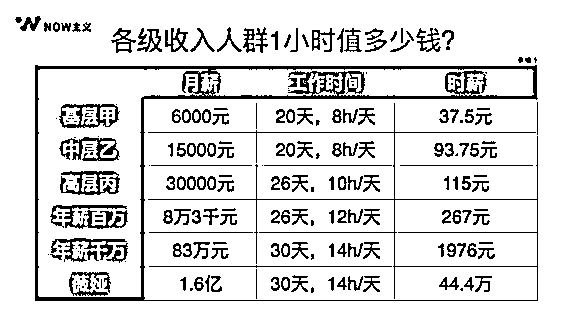 NOW主义
各级收入人群1小时值多少钱?
月薪 工作时间 时薪
基层甲 6000元 20天，8h/天 37.5元
中层乙 15000元 20天，8h/天 93.75元
高层丙 30000元 26天，10h/天 115元
年薪百万 8万3千元 26天，12h/天 267元
年薪千万 83万元 30天，14h/天 1976元
薇娅 1.6亿 30天，14h/天 44.4万